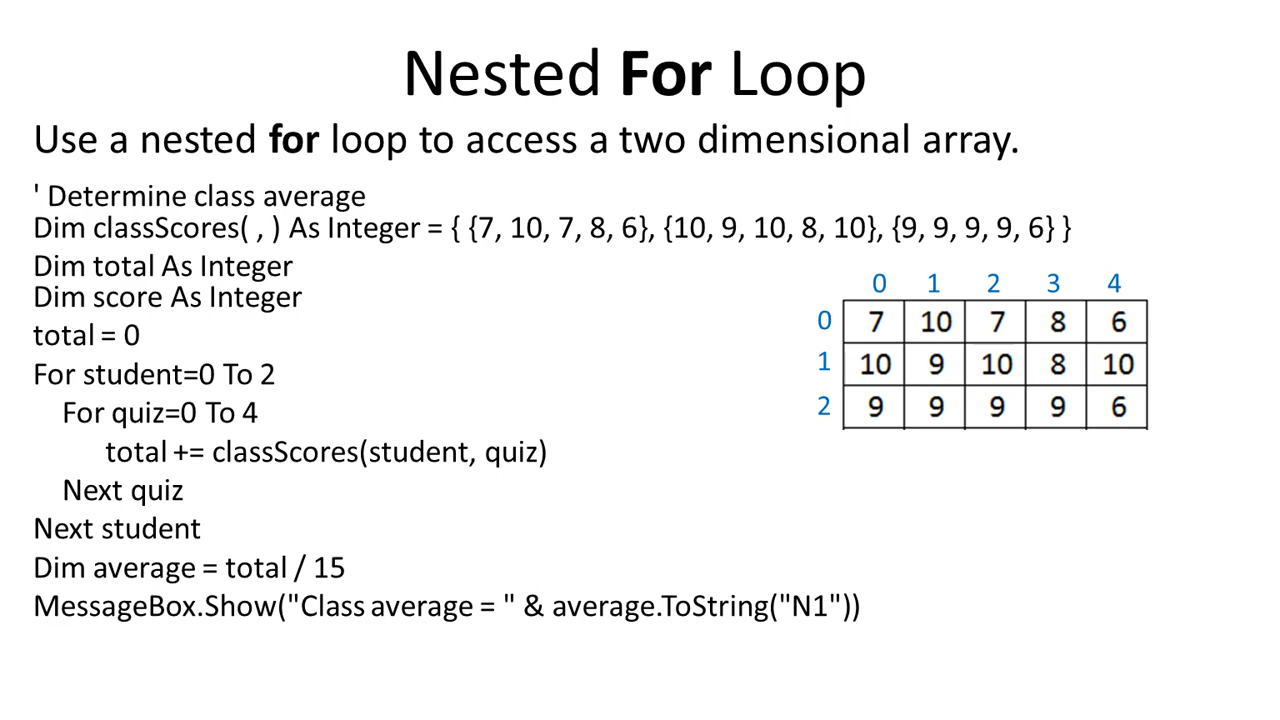 Nested For Loop
Use a nested for loop to access a two dimensional array.
' Determine class average
Dim classScores( , ) As Integer = { {7, 10, 7, 8, 6}, {10, 9, 10, 8, 10}, {9, 9, 9, 9, 6} }
Dim total As Integer
Dim score As Integer
total = 0
For student=0 To 2
For quiz=0 To 4
total += classScores(student, quiz)
Next quiz
Next student
Dim average = total / 15
MessageBox.Show("Class average = " & average.ToString("N1"))
0 1 2 3 4
0 7 10 7 8 6
1 10 9 10 8 10
2 9 9 9 9 6